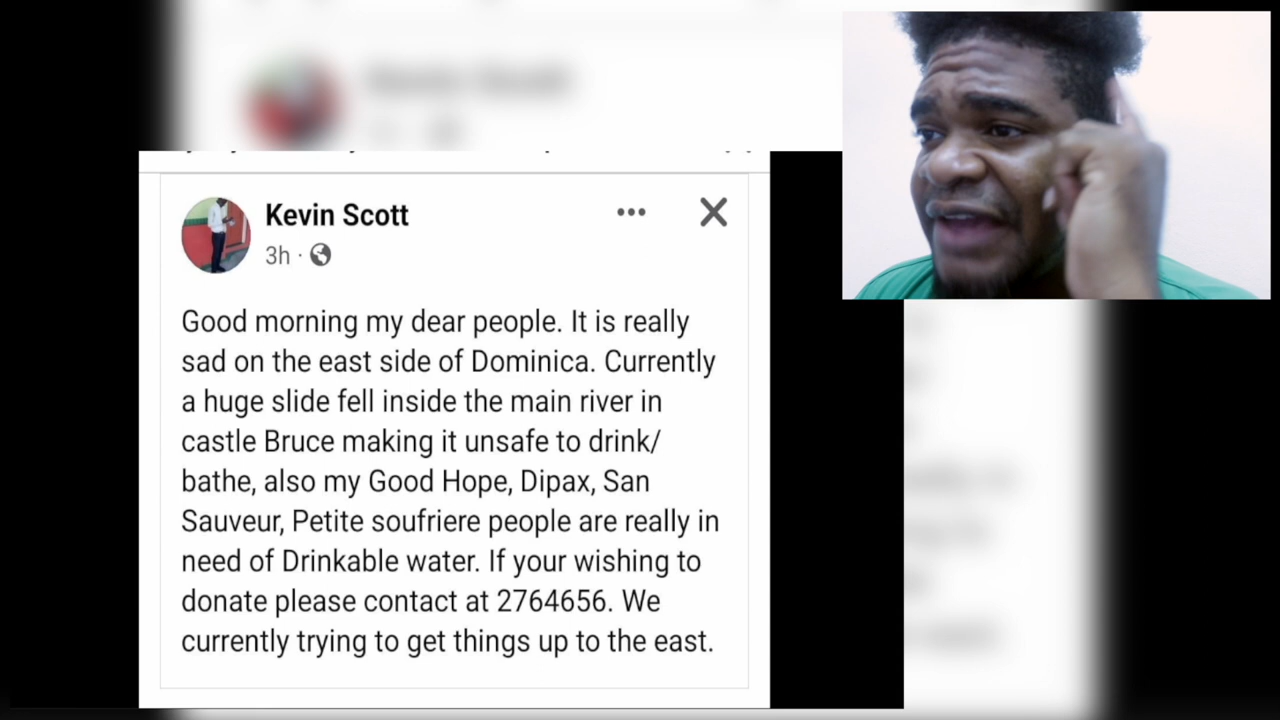 Kevin Scott
3h ·
Good morning my dear people. It is really
sad on the east side of Dominica. Currently
a huge slide fell inside the main river in
castle Bruce making it unsafe to drink/
bathe, also my Good Hope, Dipax, San
Sauveur, Petite soufriere people are really in
need of Drinkable water. If your wishing to
donate please contact at 2764656. We
currently trying to get things up to the east.